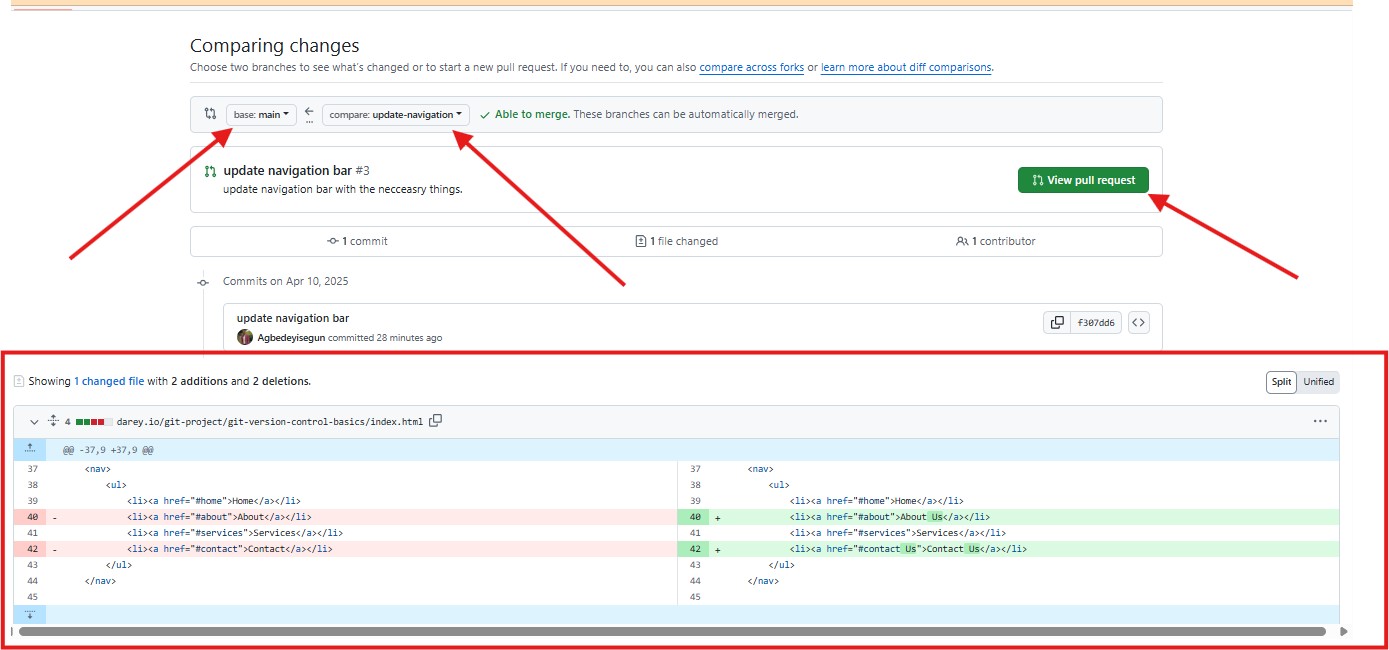 Comparing changes
Choose two branches to see what's changed or to start a new pull request. If you need to, you can also compare across forks or learn more about diff comparisons.
base: main ← compare: update-navigation ✓ Able to merge. These branches can be automatically merged.
...
update navigation bar #3
update navigation bar with the necceasry things.
View pull request
1 commit 1 file changed 1 contributor
Commits on Apr 10, 2025
update navigation bar
Agbedeyisegun committed 28 minutes ago
f307dd6 <>
Showing 1 changed file with 2 additions and 2 deletions.
Split Unified
4 darey.io/git-project/git-version-control-basics/index.html ...
@@ -37,9 +37,9 @@
37 <nav> 37 <nav>
38 <ul> 38 <ul>
39 <li><a href="#home">Home</a></li> 39 <li><a href="#home">Home</a></li>
40 - <li><a href="#about">About</a></li> 40 + <li><a href="#about">About Us</a></li>
41 <li><a href="#services">Services</a></li> 41 <li><a href="#services">Services</a></li>
42 - <li><a href="#contact">Contact</a></li> 42 + <li><a href="#contact Us">Contact Us</a></li>
43 </ul> 43 </ul>
44 </nav> 44 </nav>
45 45